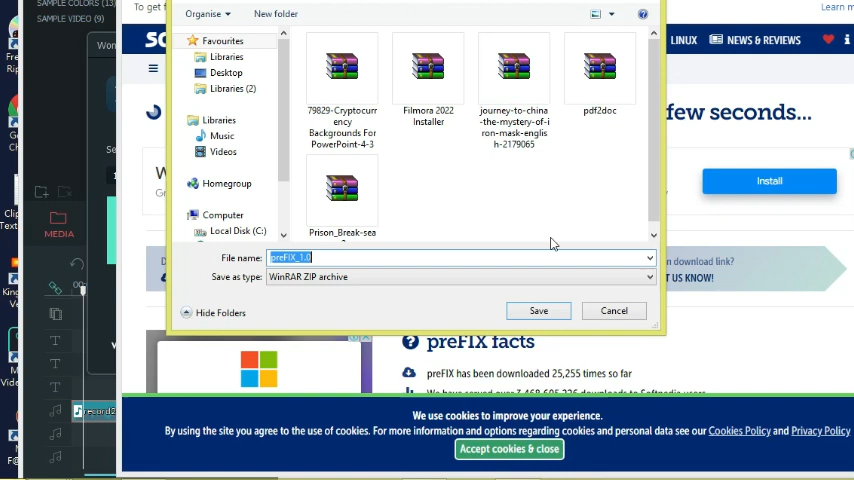 SAMPLE COLORS (13)
SAMPLE VIDEO (9)
To get f
Learn m
Organise
New folder
LINUX
NEWS & REVIEWS
Favourites
Libraries
Desktop
Libraries (2)
Libraries
Music
Videos
Homegroup
Computer
Local Disk (C:)
79829-Cryptocurr
ency
Backgrounds For
PowerPoint-4-3
Filmora 2022
Installer
journey-to-china
-the-mystery-of-i
ron-mask-englis
h-2179065
pdf2doc
Prison_Break-sea
few seconds...
Install
File name:
preFIX_1.0
Save as type:
WinRAR ZIP archive
Hide Folders
Save
Cancel
download link?
US KNOW!
MEDIA
preFIX facts
preFIX has been downloaded 25,255 times so far
We use cookies to improve your experience.
By using the site you agree to the use of cookies. For more information and options regarding cookies and personal data see our Cookies Policy and Privacy Policy
Accept cookies & close